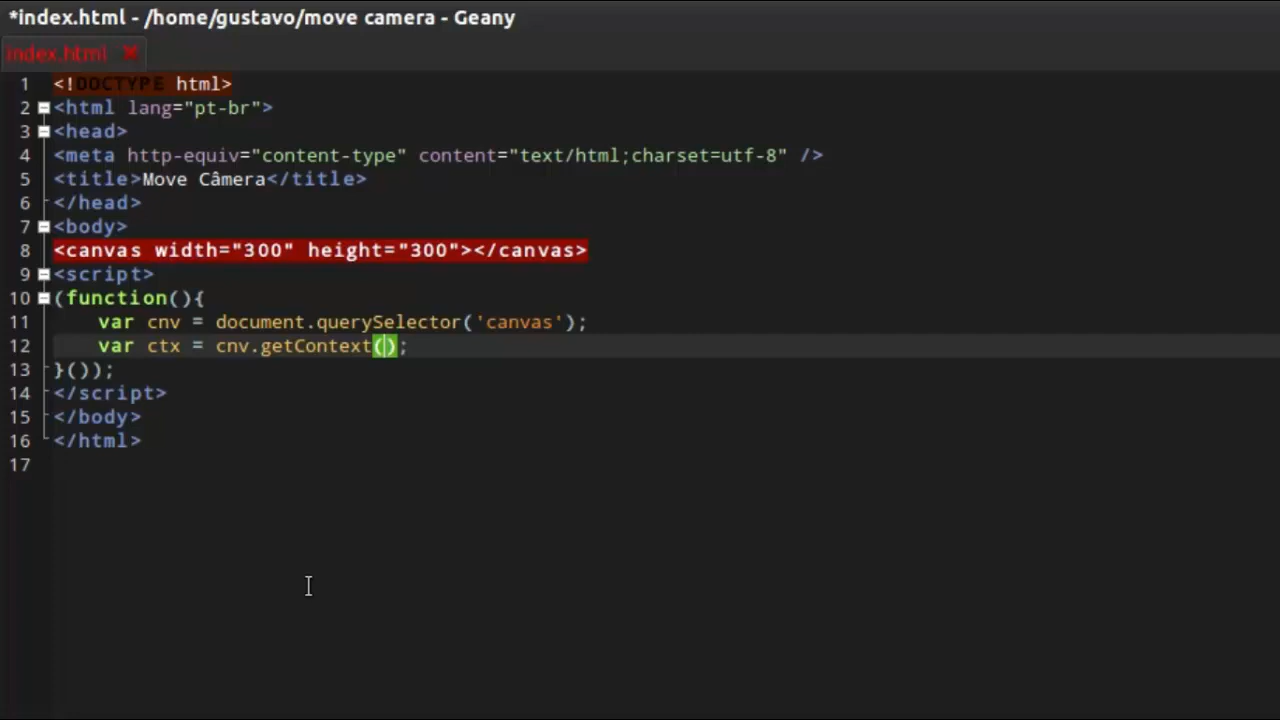 *index.html - /home/gustavo/move camera - Geany
index.html
1 <!DOCTYPE html>
2 <html lang="pt-br">
3 <head>
4 <meta http-equiv="content-type" content="text/html;charset=utf-8" />
5 <title>Move Câmera</title>
6 </head>
7 <body>
8 <canvas width="300" height="300"></canvas>
9 <script>
10 (function(){
11 var cnv = document.querySelector('canvas');
12 var ctx = cnv.getContext();
13 }());
14 </script>
15 </body>
16 </html>
17